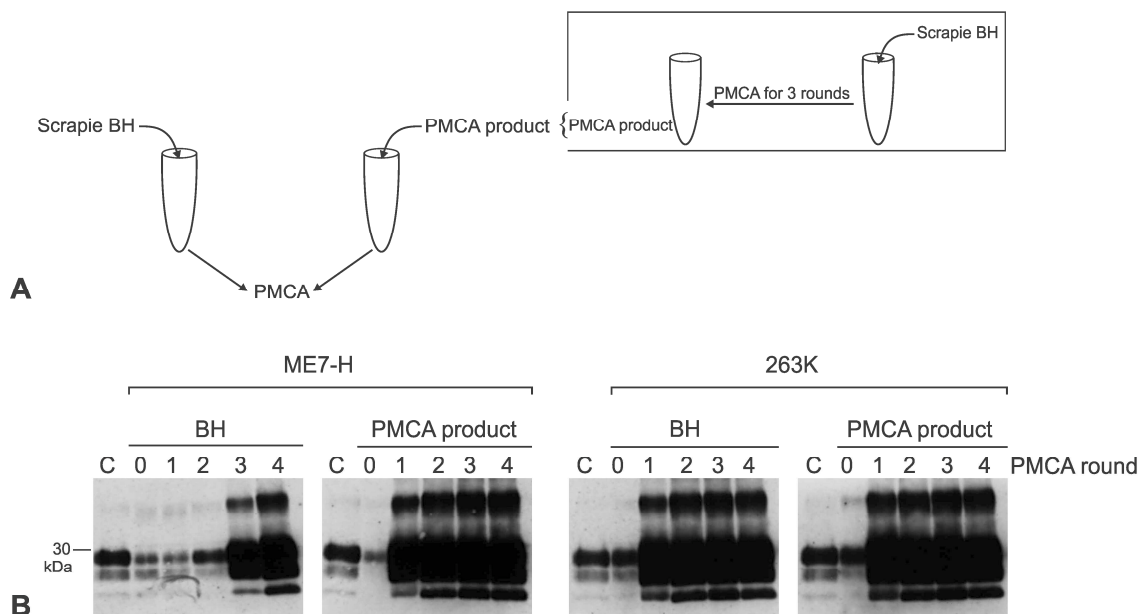 Scrapie BH
PMCA for 3 rounds
Scrapie BH
PMCA product { PMCA product
PMCA
A
ME7-H 263K
BH PMCA product BH PMCA product
C 0 1 2 3 4 C 0 1 2 3 4 C 0 1 2 3 4 C 0 1 2 3 4 PMCA round
30
kDa
B